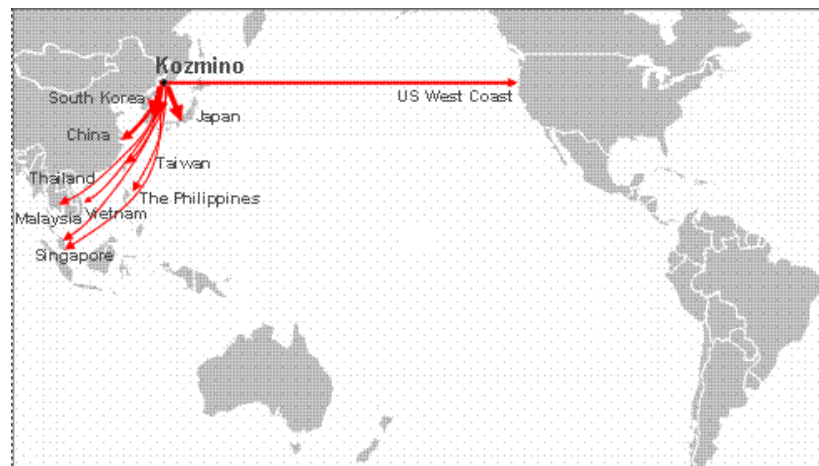 Kozmino
South Korea
US West Coast
Japan
China
Taiwan
Thailand
The Philippines
Malaysia
Vietnam
Singapore